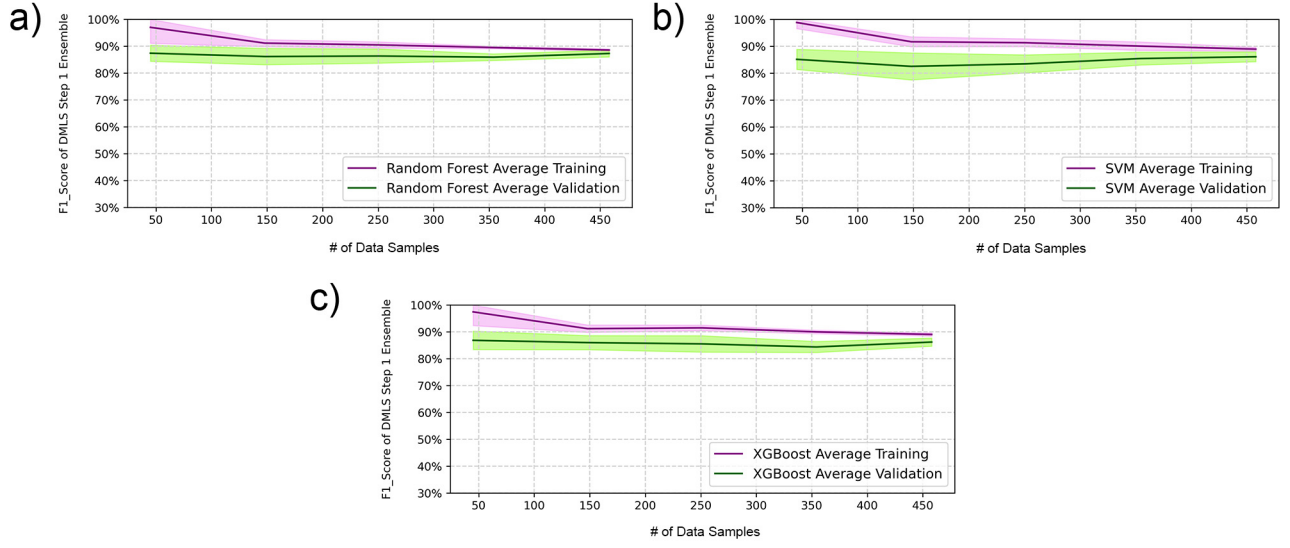 a)
F1_Score of DMLS Step 1 Ensemble
100%
90%
80%
70%
60%
50%
40%
30%
Random Forest Average Training
Random Forest Average Validation
50 100 150 200 250 300 350 400 450
# of Data Samples
b)
F1_Score of DMLS Step 1 Ensemble
100%
90%
80%
70%
60%
50%
40%
30%
SVM Average Training
SVM Average Validation
50 100 150 200 250 300 350 400 450
# of Data Samples
c)
F1_Score of DMLS Step 1 Ensemble
100%
90%
80%
70%
60%
50%
40%
30%
XGBoost Average Training
XGBoost Average Validation
50 100 150 200 250 300 350 400 450
# of Data Samples